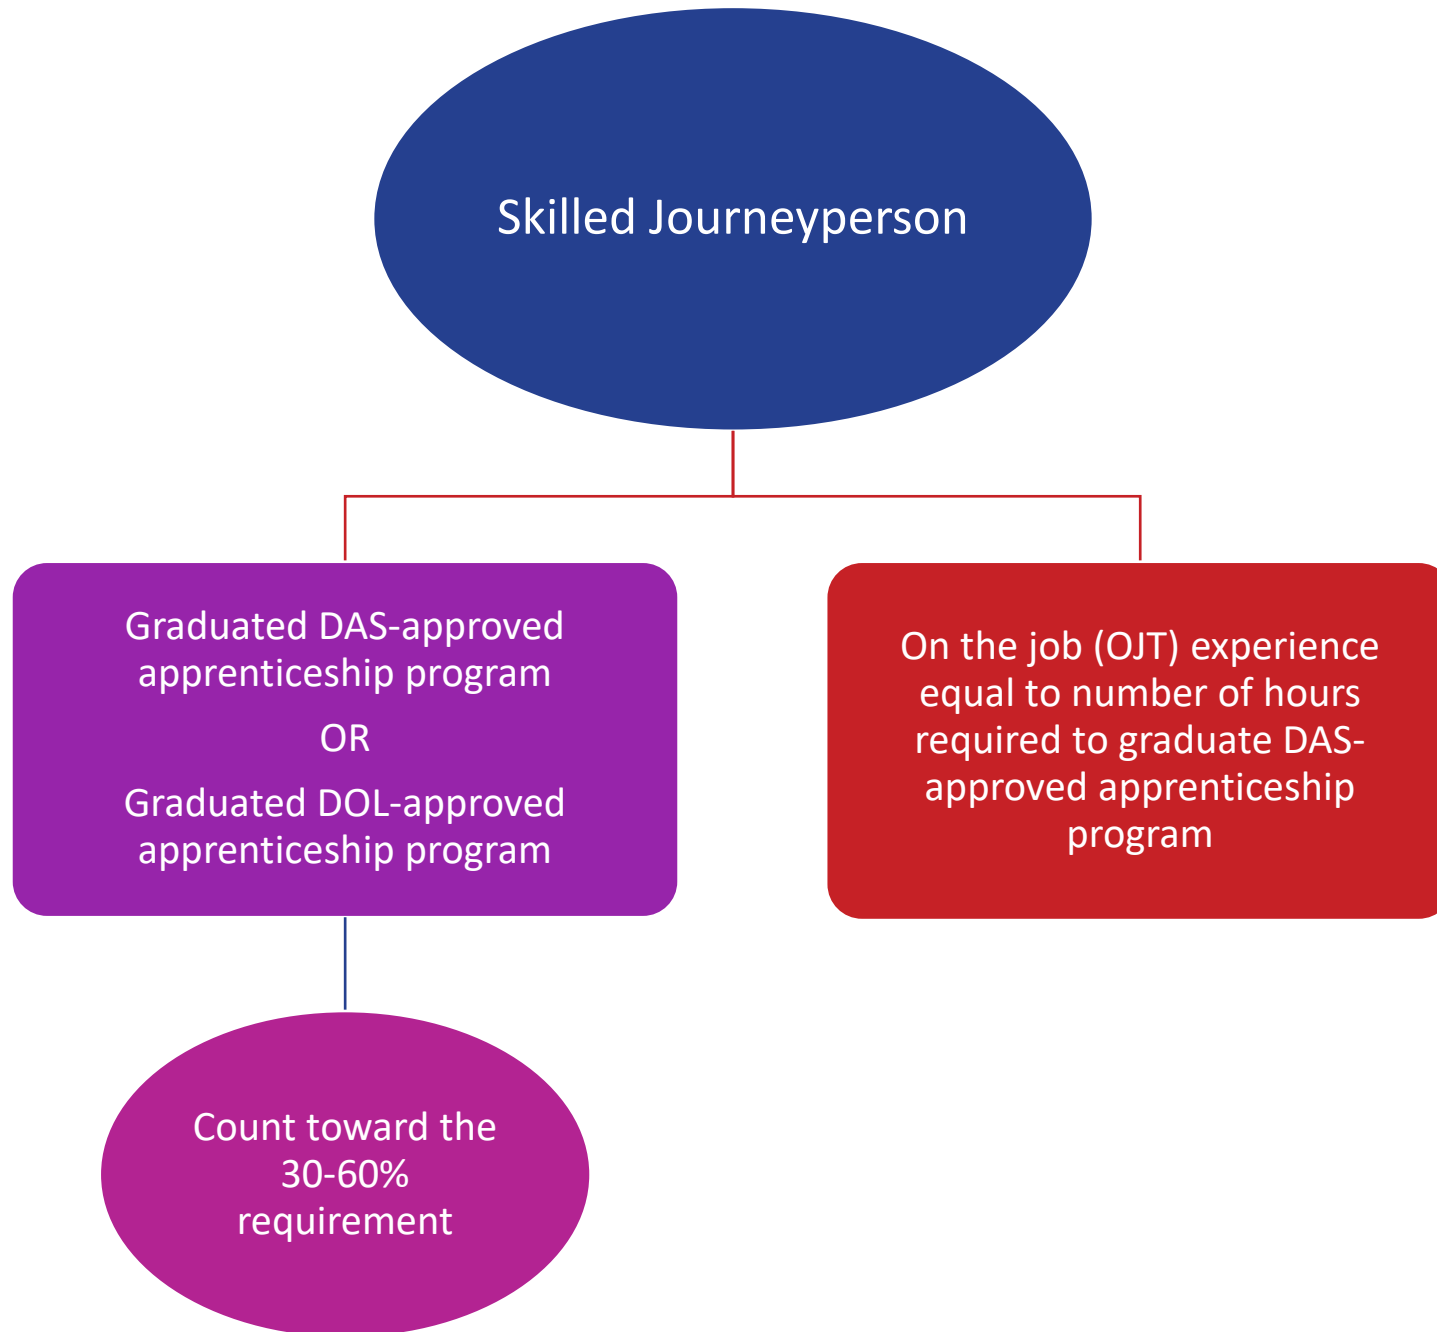 Skilled Journeyperson
Graduated DAS-approved
apprenticeship program
OR
Graduated DOL-approved
apprenticeship program
On the job (OJT) experience
equal to number of hours
required to graduate DAS-
approved apprenticeship
program
Count toward the
30-60%
requirement